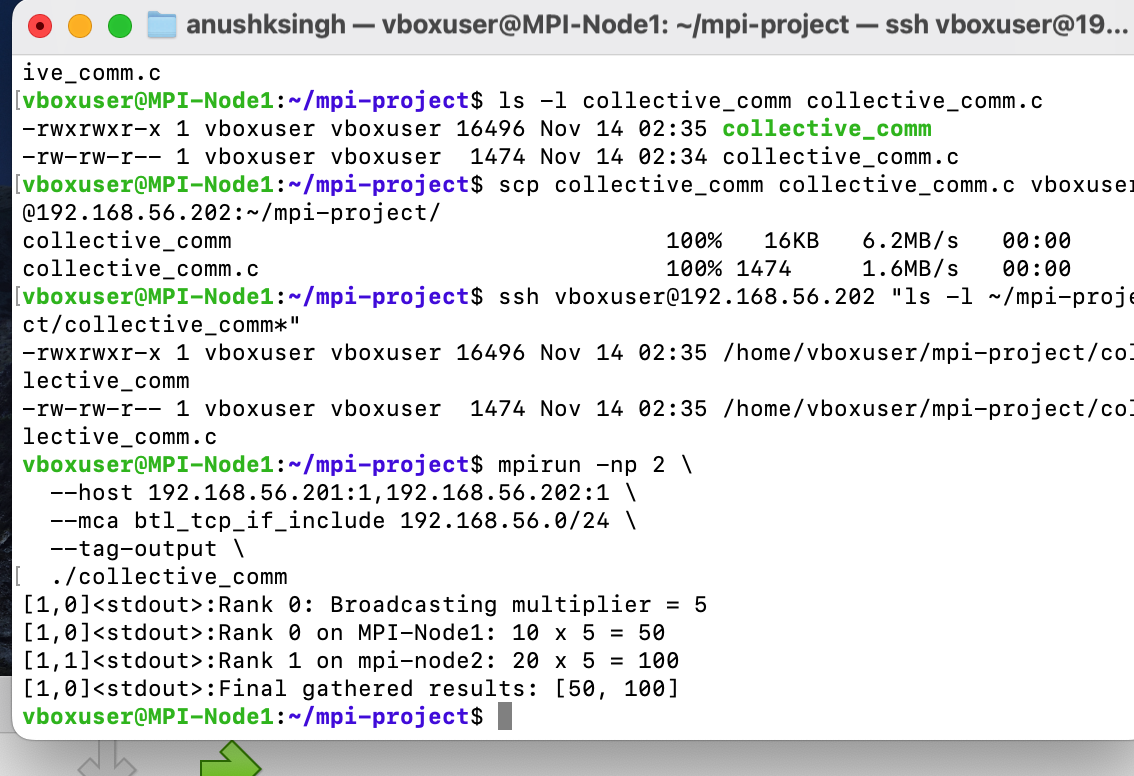 anushksingh — vboxuser@MPI-Node1: ~/mpi-project — ssh vboxuser@19...
ive_comm.c
[vboxuser@MPI-Node1:~/mpi-project$ ls -l collective_comm collective_comm.c
-rwxrwxr-x 1 vboxuser vboxuser 16496 Nov 14 02:35 collective_comm
-rw-rw-r-- 1 vboxuser vboxuser  1474 Nov 14 02:34 collective_comm.c
[vboxuser@MPI-Node1:~/mpi-project$ scp collective_comm collective_comm.c vboxuser
@192.168.56.202:~/mpi-project/
collective_comm                               100%   16KB   6.2MB/s   00:00
collective_comm.c                             100% 1474     1.6MB/s   00:00
[vboxuser@MPI-Node1:~/mpi-project$ ssh vboxuser@192.168.56.202 "ls -l ~/mpi-proje
ct/collective_comm*"
-rwxrwxr-x 1 vboxuser vboxuser 16496 Nov 14 02:35 /home/vboxuser/mpi-project/col
lective_comm
-rw-rw-r-- 1 vboxuser vboxuser  1474 Nov 14 02:35 /home/vboxuser/mpi-project/col
lective_comm.c
vboxuser@MPI-Node1:~/mpi-project$ mpirun -np 2 \
  --host 192.168.56.201:1,192.168.56.202:1 \
  --mca btl_tcp_if_include 192.168.56.0/24 \
  --tag-output \
[  ./collective_comm
[1,0]<stdout>:Rank 0: Broadcasting multiplier = 5
[1,0]<stdout>:Rank 0 on MPI-Node1: 10 x 5 = 50
[1,1]<stdout>:Rank 1 on mpi-node2: 20 x 5 = 100
[1,0]<stdout>:Final gathered results: [50, 100]
vboxuser@MPI-Node1:~/mpi-project$